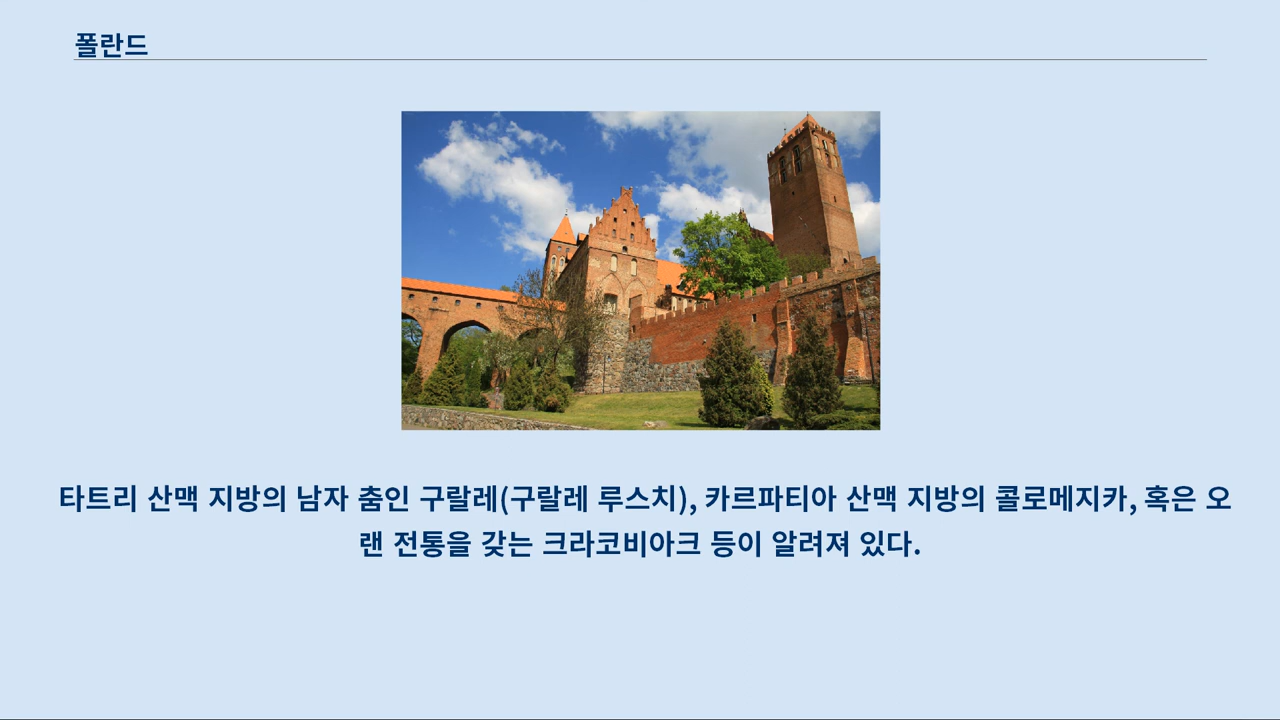 폴란드
타트리 산맥 지방의 남자 춤인 구랄레(구랄레 루스치), 카르파티아 산맥 지방의 콜로메지카, 혹은 오
랜 전통을 갖는 크라코비아크 등이 알려져 있다.